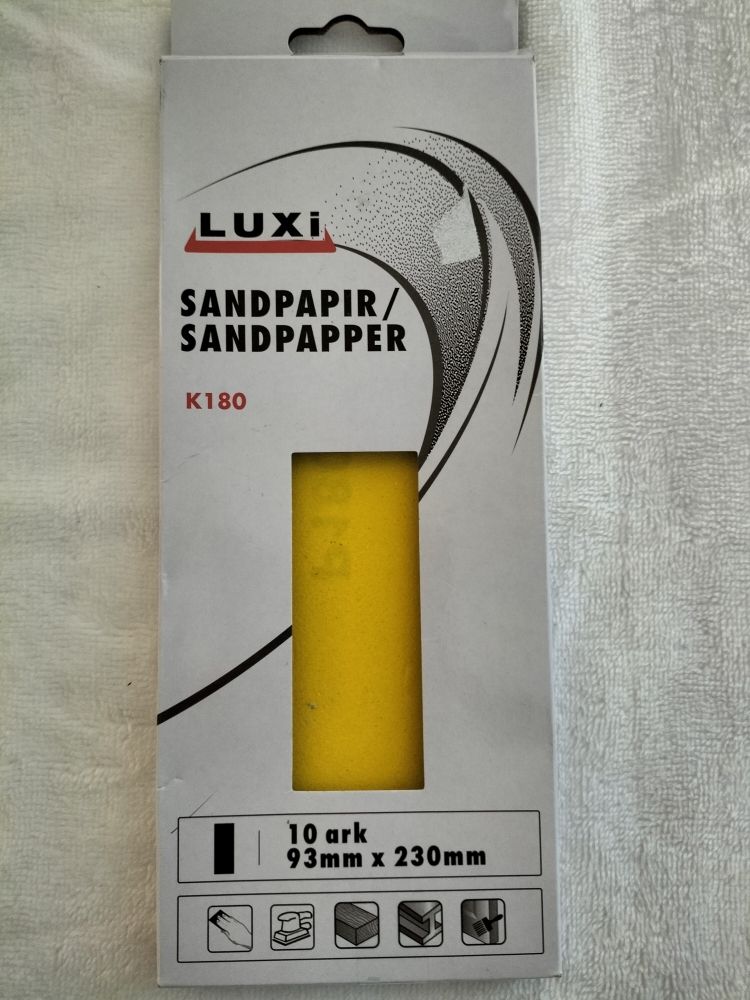 LUXi
SANDPAPIR/
SANDPAPPER
K180
10 ark
93mm x 230mm